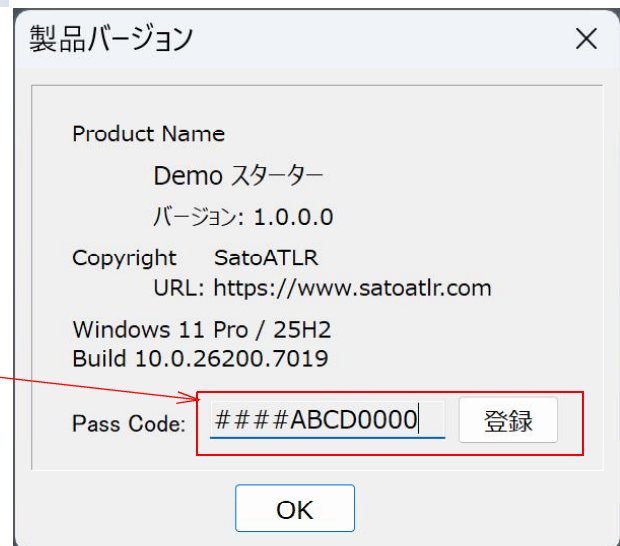 製品バージョン
Product Name
Demo スターター
バージョン: 1.0.0.0
Copyright SatoATLR
URL: https://www.satoatlr.com
Windows 11 Pro / 25H2
Build 10.0.26200.7019
Pass Code: ####ABCD0000 登録
OK